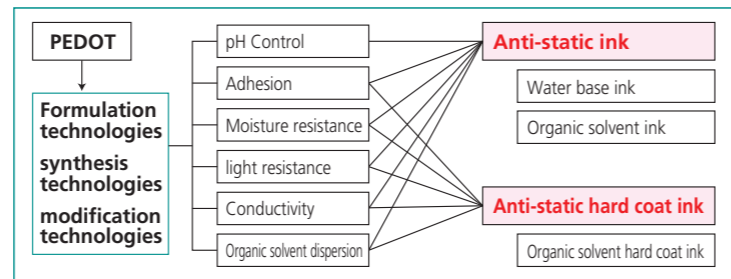 PEDOT
Formulation
technologies
synthesis
technologies
modification
technologies
pH Control
Adhesion
Moisture resistance
light resistance
Conductivity
Organic solvent dispersion
Anti-static ink
Water base ink
Organic solvent ink
Anti-static hard coat ink
Organic solvent hard coat ink